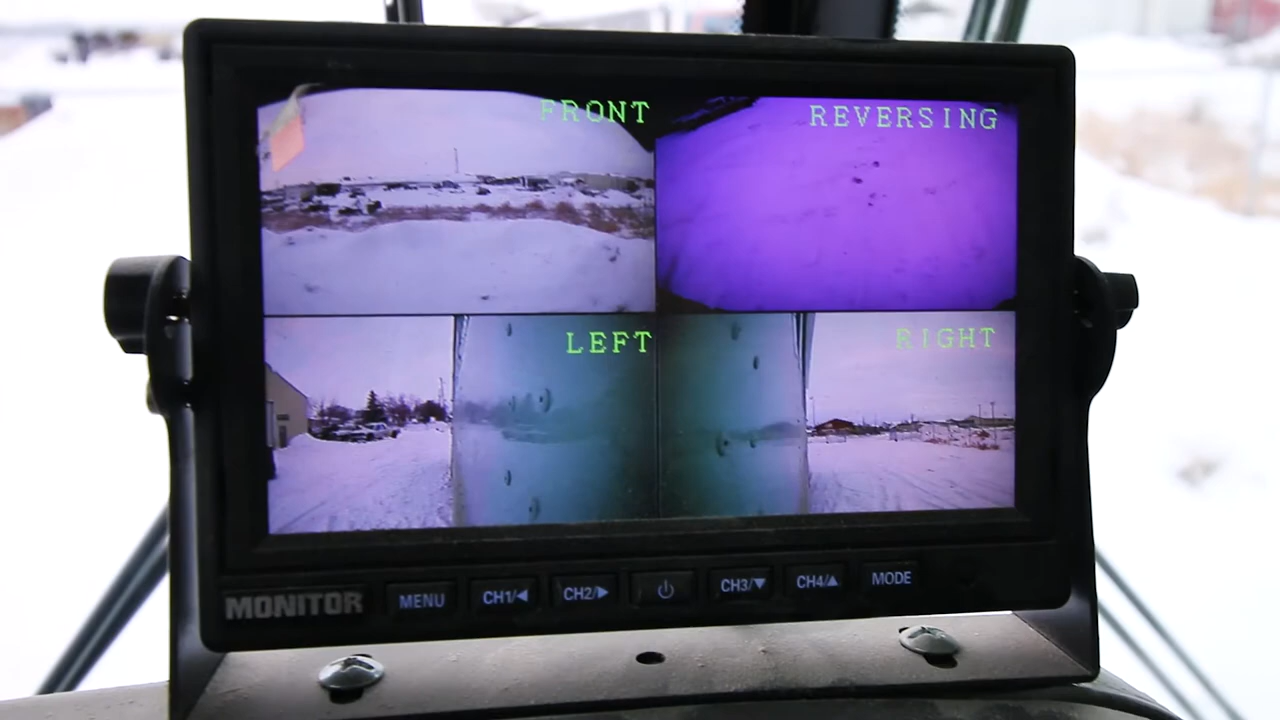 FRONT
REVERSING
LEFT
RIGHT
MONITOR
MENU
CH1/◀
CH2/▶
CH3/▼
CH4/▲
MODE